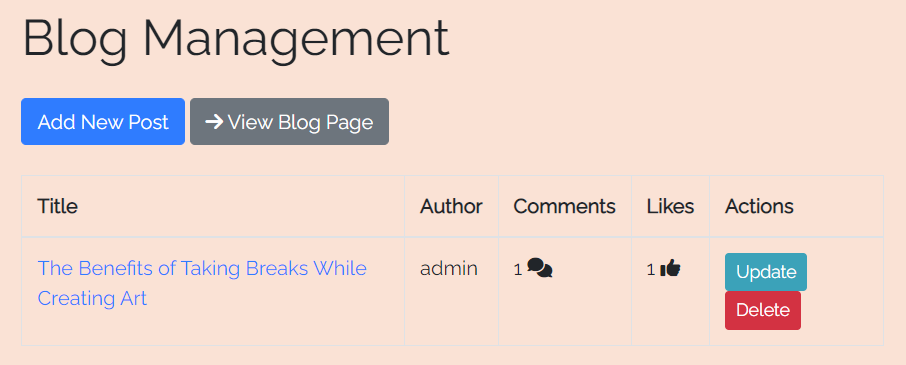 Blog Management
Add New Post View Blog Page
Title Author Comments Likes Actions
The Benefits of Taking Breaks While admin 1 1 Update
Creating Art Delete